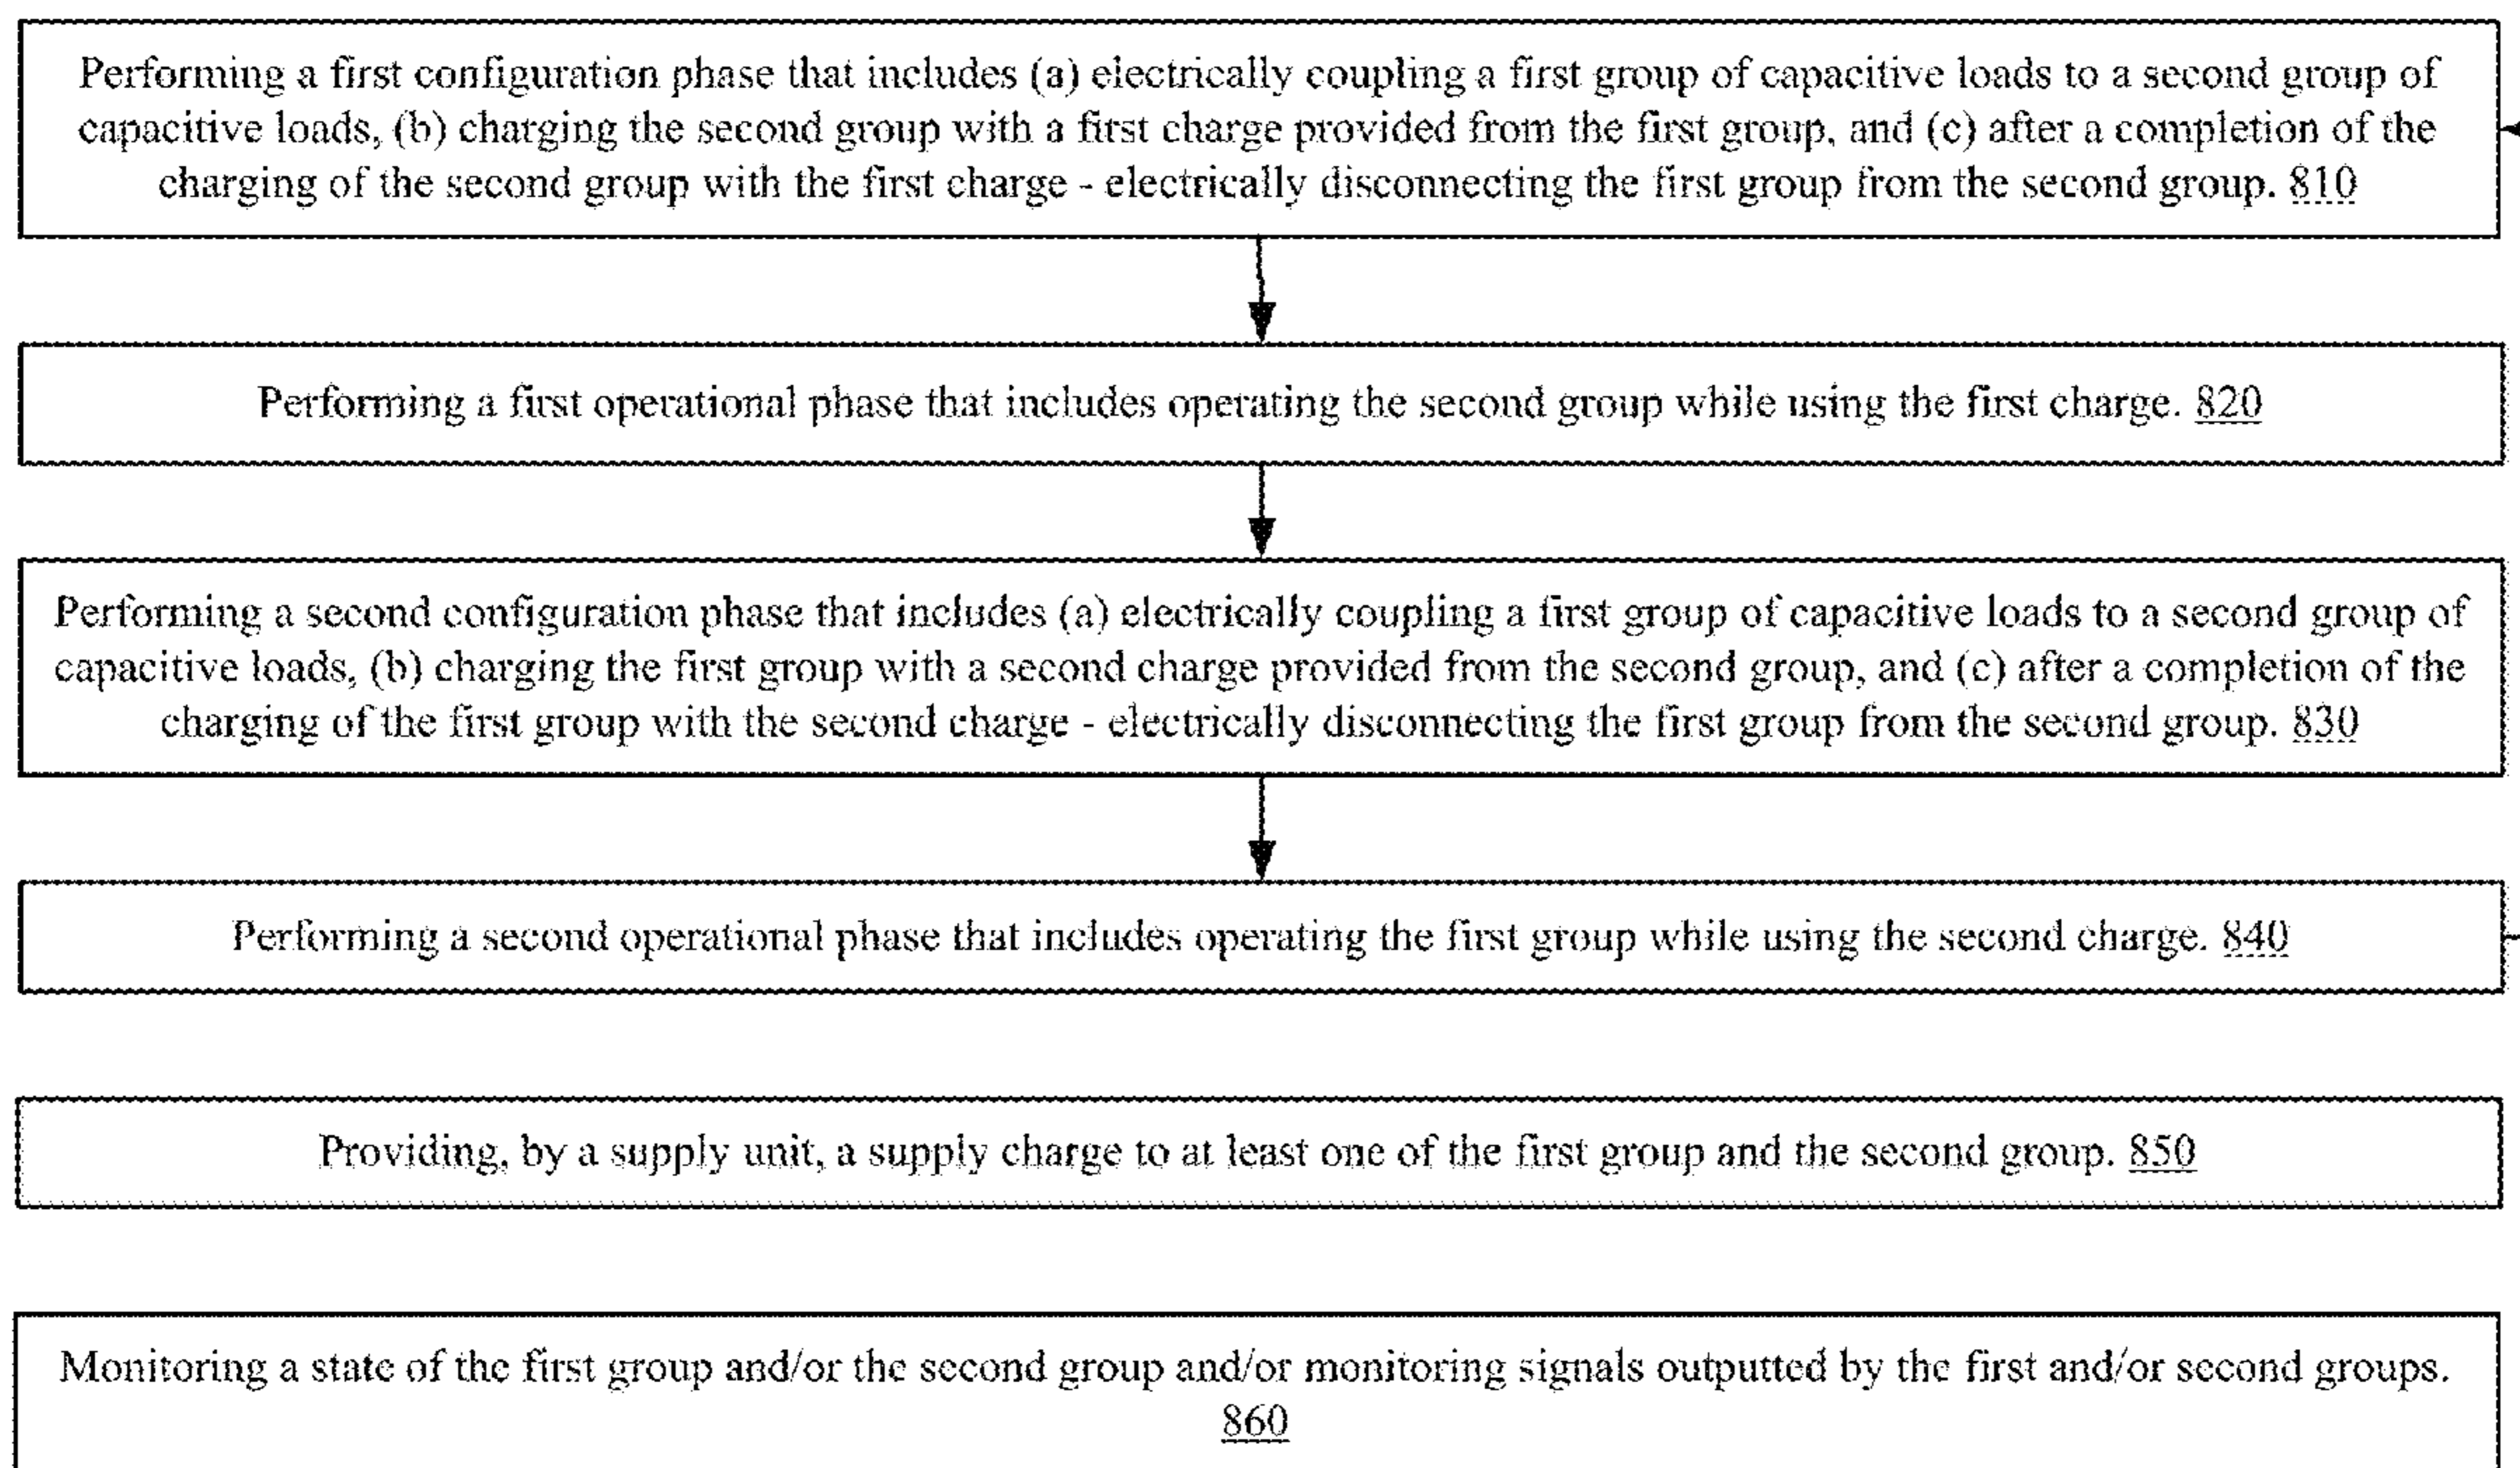 Performing a first configuration phase that includes (a) electrically coupling a first group of capacitive loads to a second group of
capacitive loads, (b) charging the second group with a first charge provided from the first group, and (c) after a completion of the
charging of the second group with the first charge - electrically disconnecting the first group from the second group. 810
Performing a first operational phase that includes operating the second group while using the first charge. 820
Performing a second configuration phase that includes (a) electrically coupling a first group of capacitive loads to a second group of
capacitive loads, (b) charging the first group with a second charge provided from the second group, and (c) after a completion of the
charging of the first group with the second charge - electrically disconnecting the first group from the second group. 830
Performing a second operational phase that includes operating the first group while using the second charge. 840
Providing, by a supply unit, a supply charge to at least one of the first group and the second group. 850
Monitoring a state of the first group and/or the second group and/or monitoring signals outputted by the first and/or second groups.
860